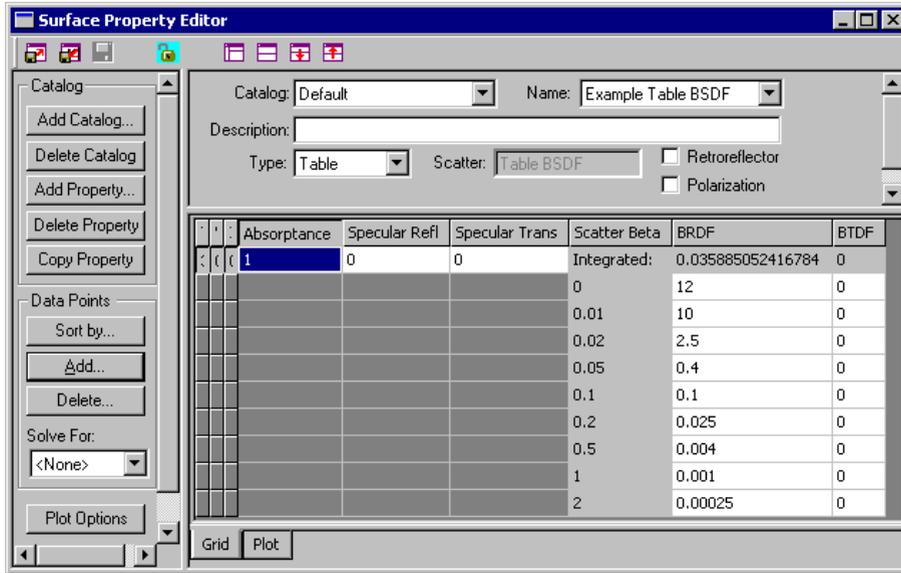 Surface Property Editor
Catalog
Add Catalog...
Delete Catalog
Add Property...
Delete Property
Copy Property
Data Points
Sort by...
Add...
Delete...
Solve For:
<None>
Plot Options
Catalog: Default Name: Example Table BSDF
Description:
Type: Table Scatter: Table BSDF Retroreflector
Polarization
Absorptance Specular Refl Specular Trans Scatter Beta BRDF BTDF
1 0 0 Integrated: 0.035885052416784 0
0 12 0
0.01 10 0
0.02 2.5 0
0.05 0.4 0
0.1 0.1 0
0.2 0.025 0
0.5 0.004 0
1 0.001 0
2 0.00025 0
Grid Plot